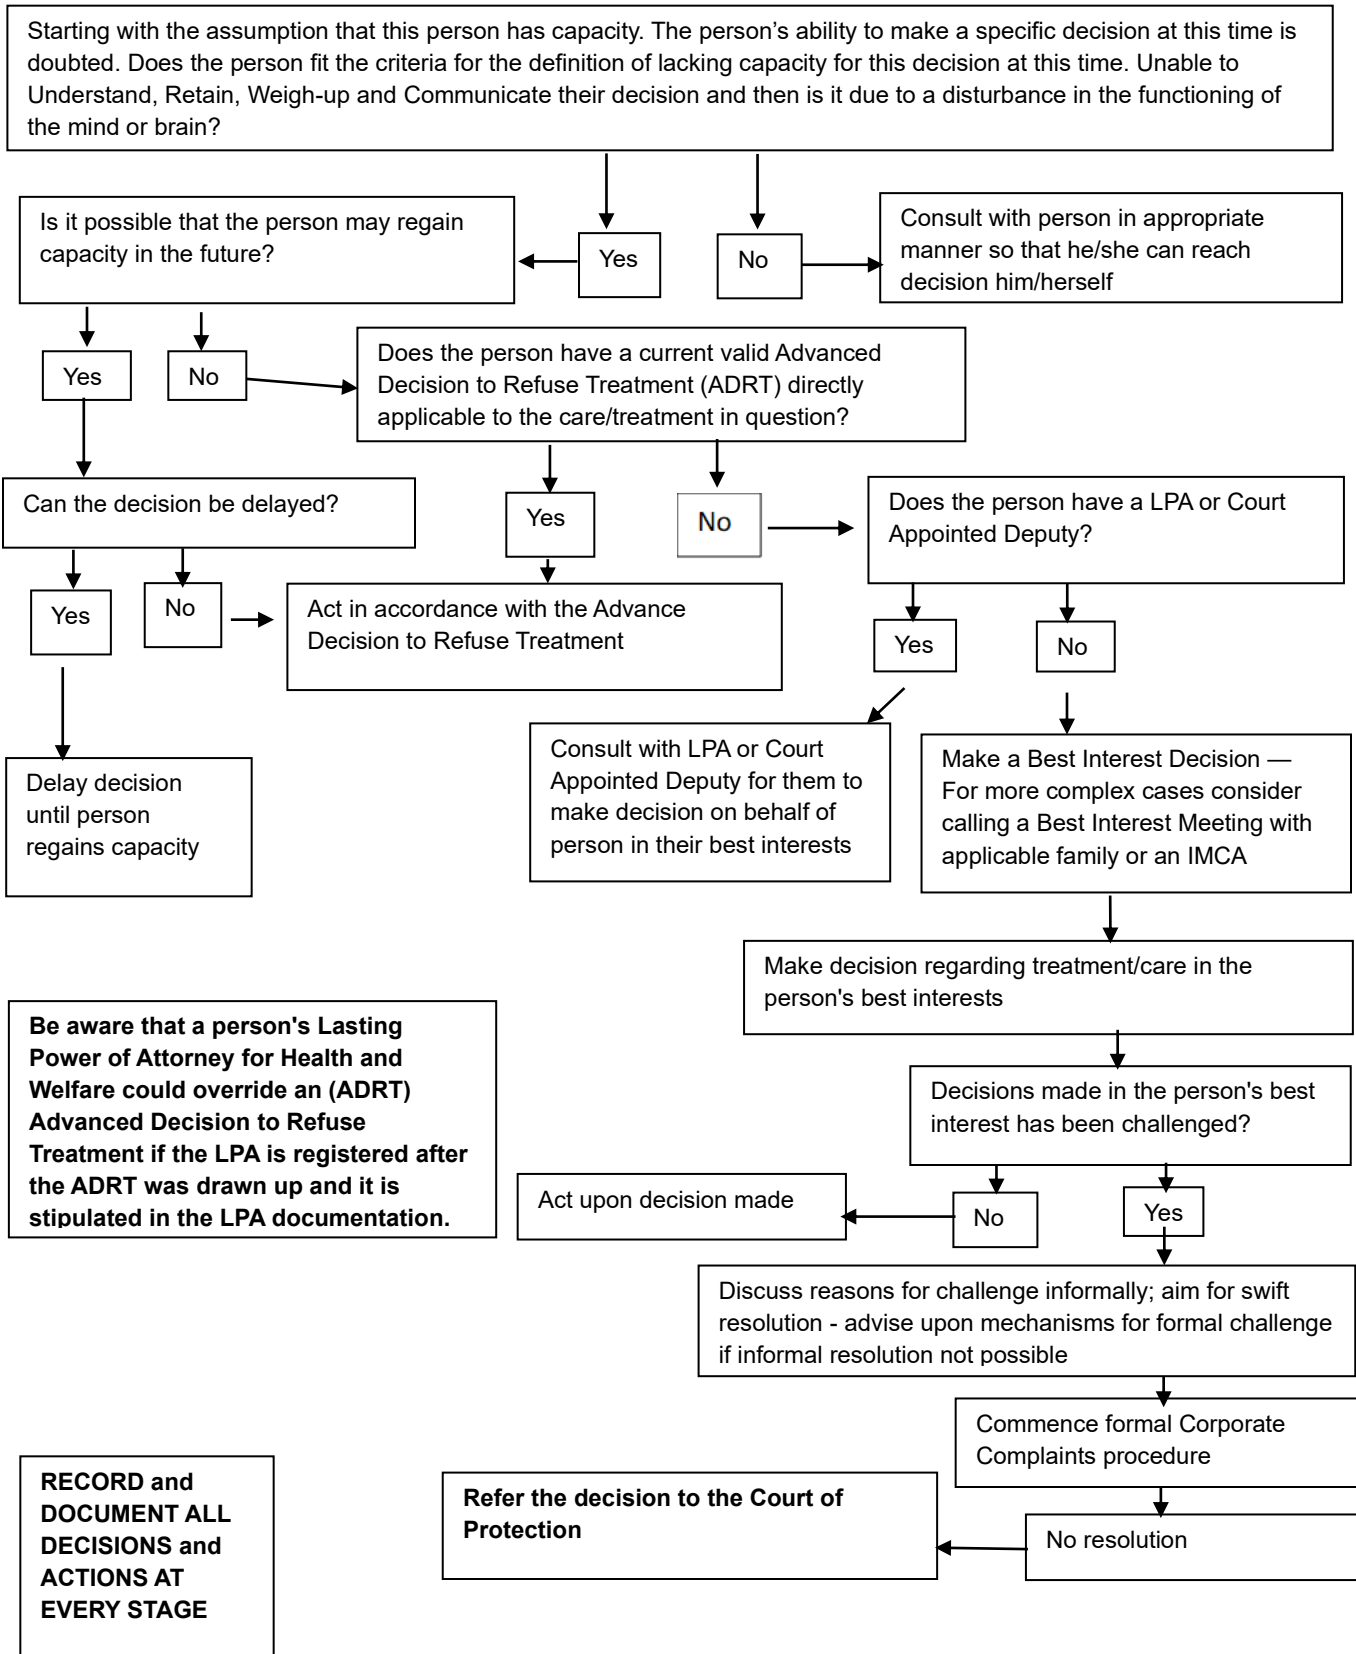 Starting with the assumption that this person has capacity. The person’s ability to make a specific decision at this time is
doubted. Does the person fit the criteria for the definition of lacking capacity for this decision at this time. Unable to
Understand, Retain, Weigh-up and Communicate their decision and then is it due to a disturbance in the functioning of
the mind or brain?
Is it possible that the person may regain
capacity in the future?
Yes
No
Consult with person in appropriate
manner so that he/she can reach
decision him/herself
Yes
No
Does the person have a current valid Advanced
Decision to Refuse Treatment (ADRT) directly
applicable to the care/treatment in question?
Can the decision be delayed?
Yes
No
Does the person have a LPA or Court
Appointed Deputy?
Yes
No
Act in accordance with the Advance
Decision to Refuse Treatment
Yes
No
Delay decision
until person
regains capacity
Consult with LPA or Court
Appointed Deputy for them to
make decision on behalf of
person in their best interests
Make a Best Interest Decision —
For more complex cases consider
calling a Best Interest Meeting with
applicable family or an IMCA
Make decision regarding treatment/care in the
person's best interests
Be aware that a person's Lasting
Power of Attorney for Health and
Welfare could override an (ADRT)
Advanced Decision to Refuse
Treatment if the LPA is registered after
the ADRT was drawn up and it is
stipulated in the LPA documentation.
Decisions made in the person's best
interest has been challenged?
Act upon decision made
No
Yes
Discuss reasons for challenge informally; aim for swift
resolution - advise upon mechanisms for formal challenge
if informal resolution not possible
Commence formal Corporate
Complaints procedure
RECORD and
DOCUMENT ALL
DECISIONS and
ACTIONS AT
EVERY STAGE
Refer the decision to the Court of
Protection
No resolution